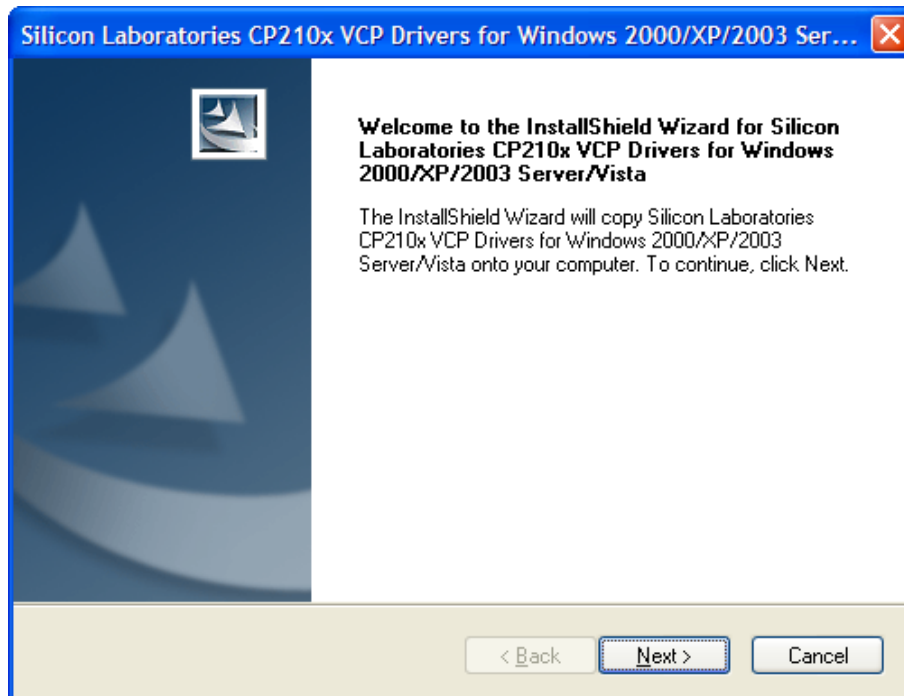 Silicon Laboratories CP210x VCP Drivers for Windows 2000/XP/2003 Ser...
Welcome to the InstallShield Wizard for Silicon
Laboratories CP210x VCP Drivers for Windows
2000/XP/2003 Server/Vista
The InstallShield Wizard will copy Silicon Laboratories
CP210x VCP Drivers for Windows 2000/XP/2003
Server/Vista onto your computer. To continue, click Next.
< Back
Next >
Cancel